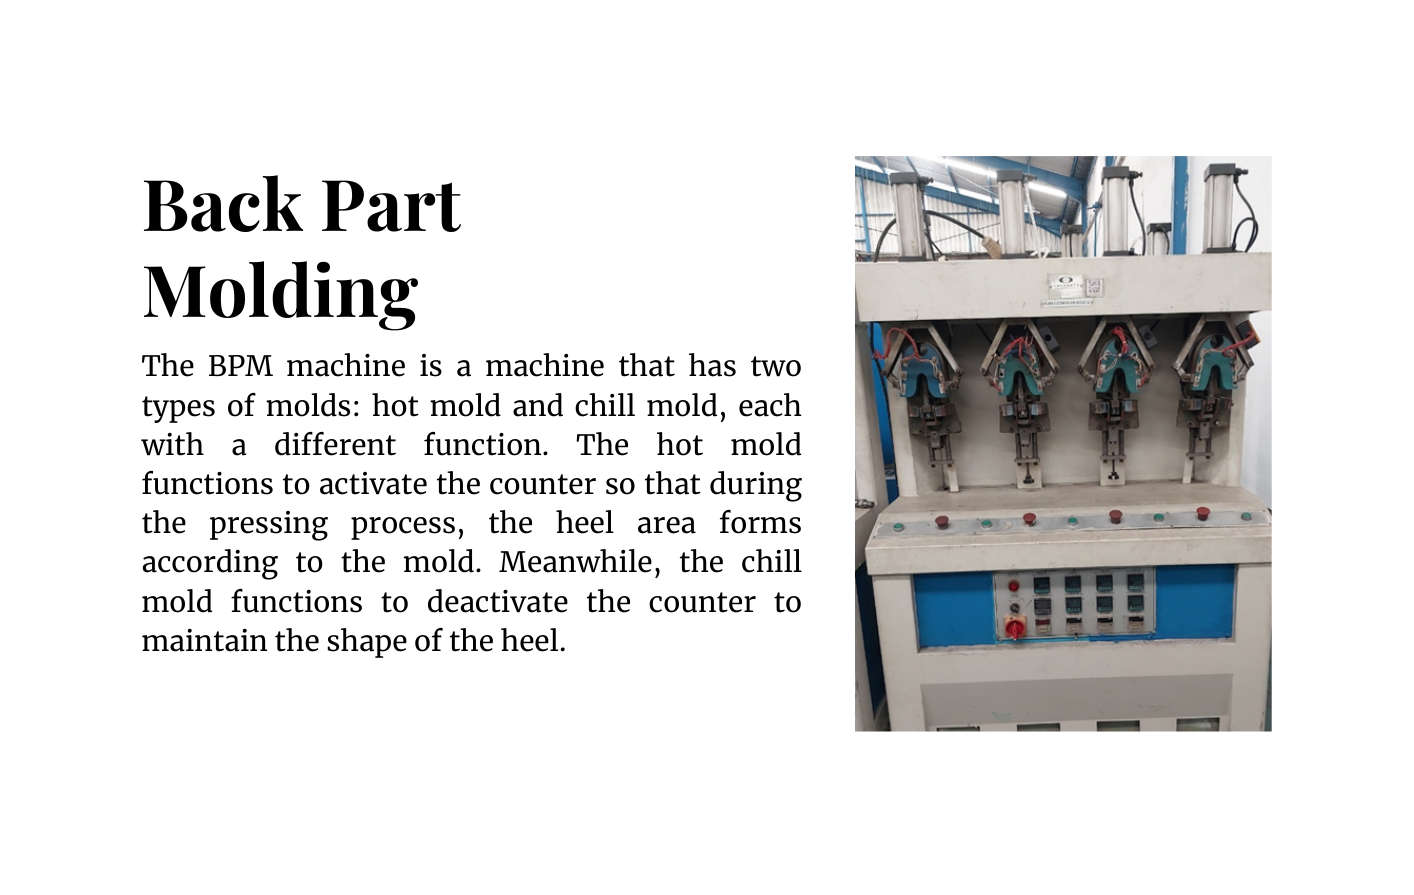 Back Part
Molding
The BPM machine is a machine that has two
types of molds: hot mold and chill mold, each
with a different function. The hot mold
functions to activate the counter so that during
the pressing process, the heel area forms
according to the mold. Meanwhile, the chill
mold functions to deactivate the counter to
maintain the shape of the heel.